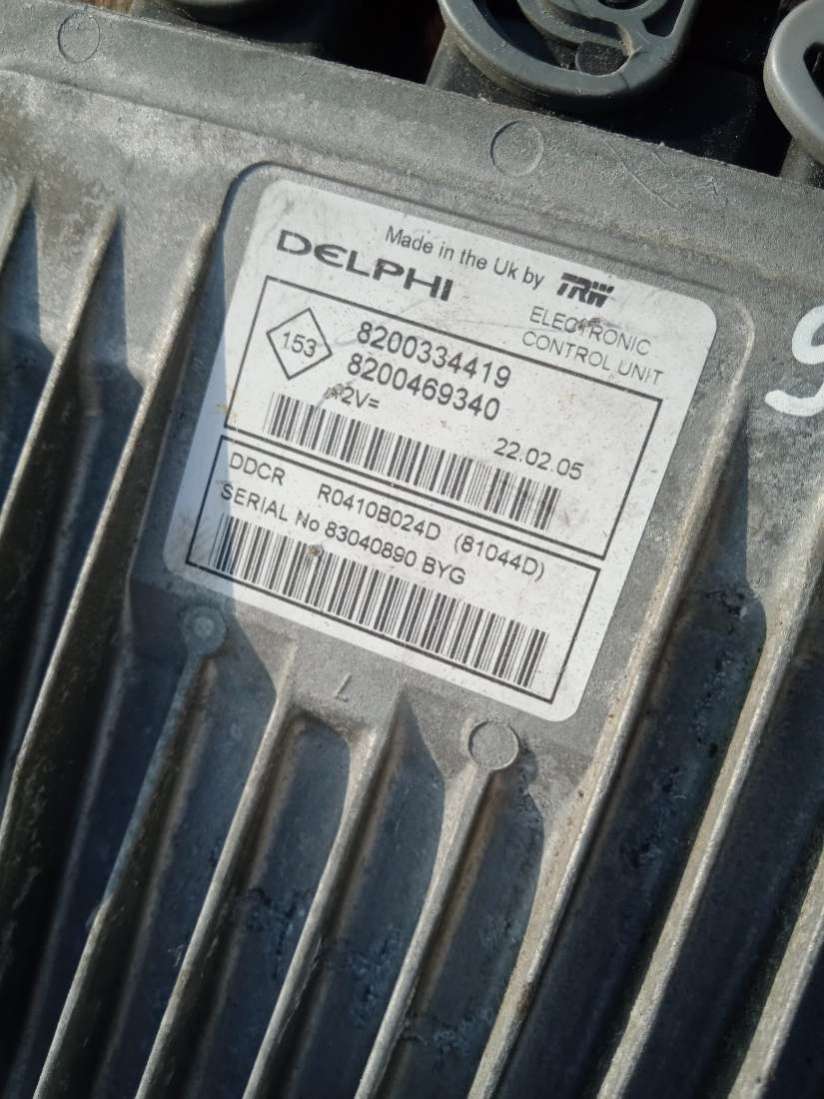 Made in the Uk by TRW
DELPHI
ELECTRONIC
CONTROL UNIT
153
8200334419
8200469340
12V=
22.02.05
DDCR R0410B024D (81044D)
SERIAL No 83040890 BYG
7